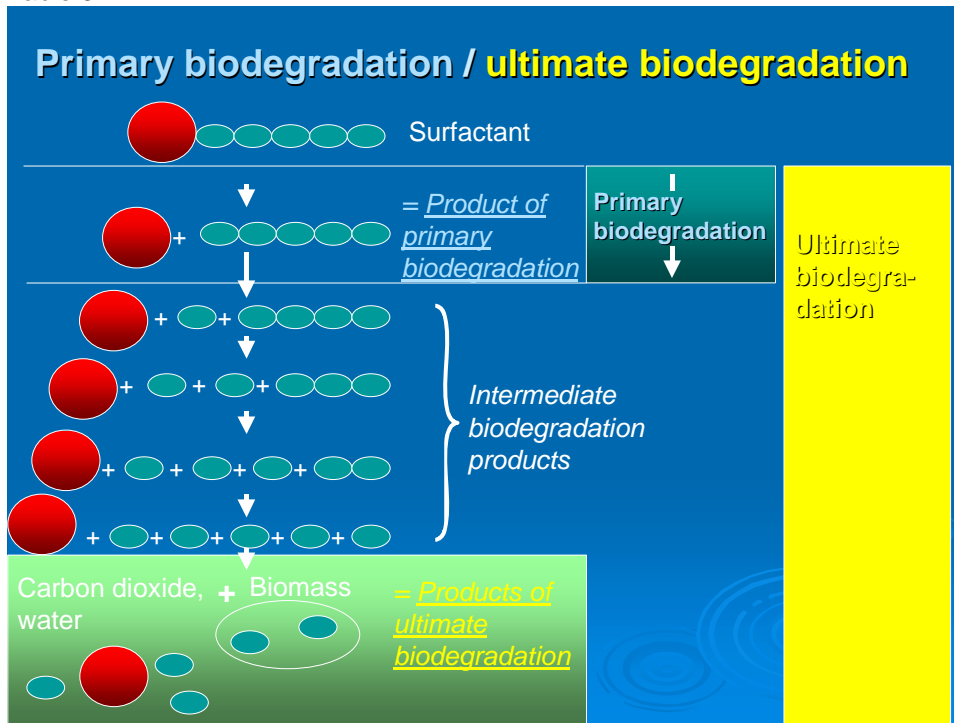 Primary biodegradation / ultimate biodegradation
Surfactant
+
= Product of
primary
biodegradation
Primary
biodegradation
Ultimate
biodegra-
dation
+ +
+ + +
+ + + +
+ + + + +
Intermediate
biodegradation
products
Carbon dioxide,
water
+
Biomass
= Products of
ultimate
biodegradation